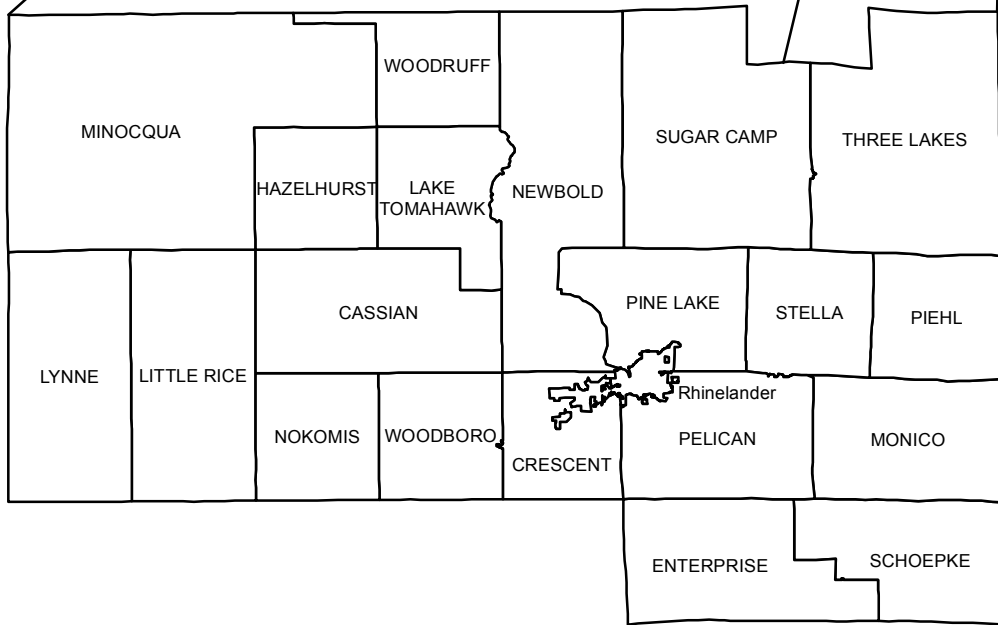 WOODRUFF
MINOCQUA
SUGAR CAMP
THREE LAKES
HAZELHURST
LAKE
TOMAHAWK
NEWBOLD
PINE LAKE
STELLA
PIEHL
CASSIAN
LYNNE
LITTLE RICE
Rhinelander
NOKOMIS
WOODBORO
PELICAN
MONICO
CRESCENT
ENTERPRISE
SCHOEPKE